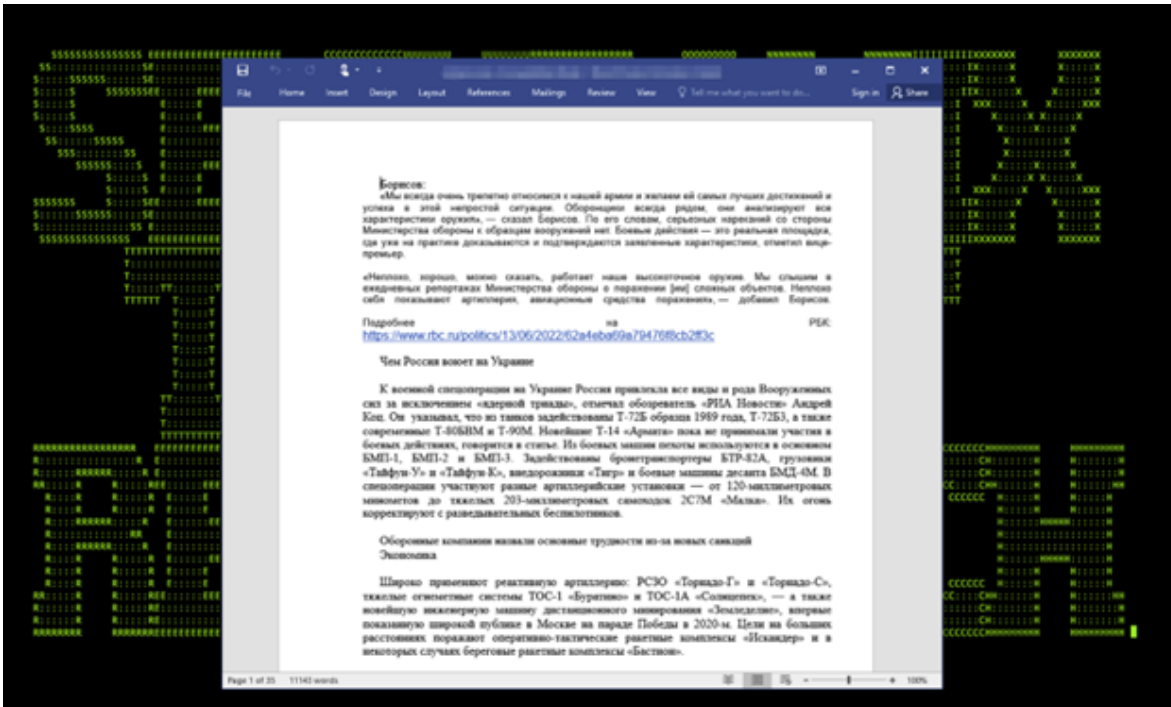 File Home Insert Design Layout References Mailings Review View Tell me what you want to do... Sign in Share
Борисов:
«Мы всегда очень трепетно относимся к нашей армии и желаем ей самых лучших достижений и
успеха в этой непростой ситуации. Оборонщики всегда рядом, они анализируют все
характеристики оружия», — сказал Борисов. По его словам, серьезных нареканий со стороны
Министерства обороны к образцам вооружений нет. Боевые действия — это реальная площадка,
где уже на практике доказываются и подтверждаются заявленные характеристики, отметил вице-
премьер.
«Неплохо, хорошо, можно сказать, работает наше высокоточное оружие. Мы слышим в
ежедневных репортажах Министерства обороны о поражении [им] сложных объектов. Неплохо
себя показывают артиллерия, авиационные средства поражения», — добавил Борисов.
Подробнее на РБК:
https://www.rbc.ru/politics/13/06/2022/62a4eba69a79476f8cb2ff3c
Чем Россия воюет на Украине
К военной спецоперации на Украине Россия привлекла все виды и рода Вооруженных
сил за исключением «ядерной триады», отмечал обозреватель «РИА Новости» Андрей
Коц. Он указывал, что из танков задействованы Т-72Б образца 1989 года, Т-72Б3, а также
современные Т-80БВМ и Т-90М. Новейшие Т-14 «Армата» пока не принимали участия в
боевых действиях, говорится в статье. Из боевых машин пехоты используются в основном
БМП-1, БМП-2 и БМП-3. Задействованы бронетранспортеры БТР-82А, грузовики
«Тайфун-У» и «Тайфун-К», внедорожники «Тигр» и боевые машины десанта БМД-4М. В
спецоперации участвуют разные артиллерийские установки — от 120-миллиметровых
минометов до тяжелых 203-миллиметровых самоходок 2С7М «Малка». Их огонь
корректируют с разведывательных беспилотников.
Оборонные компании назвали основные трудности из-за новых санкций
Экономика
Широко применяют реактивную артиллерию: РСЗО «Торнадо-Г» и «Торнадо-С»,
тяжелые огнеметные системы ТОС-1 «Буратино» и ТОС-1А «Солнцепек», — а также
новейшую инженерную машину дистанционного минирования «Земледелие», впервые
показанную широкой публике в Москве на параде Победы в 2020-м. Цели на больших
расстояниях поражают оперативно-тактические ракетные комплексы «Искандер» и в
некоторых случаях береговые ракетные комплексы «Бастион».
Page 1 of 35 11143 words 100%